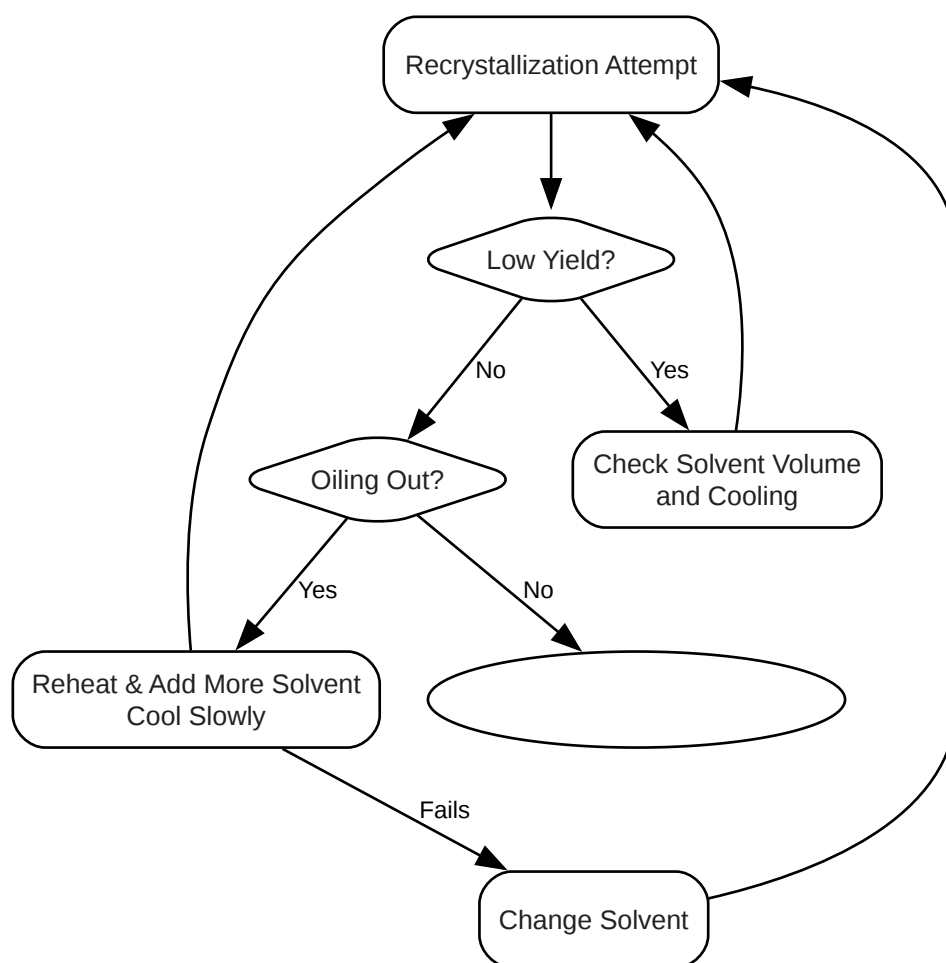 Recrystallization Attempt
Low Yield?
No
Yes
Oiling Out?
Check Solvent Volume
and Cooling
Yes
No
Reheat & Add More Solvent
Cool Slowly
Fails
Change Solvent